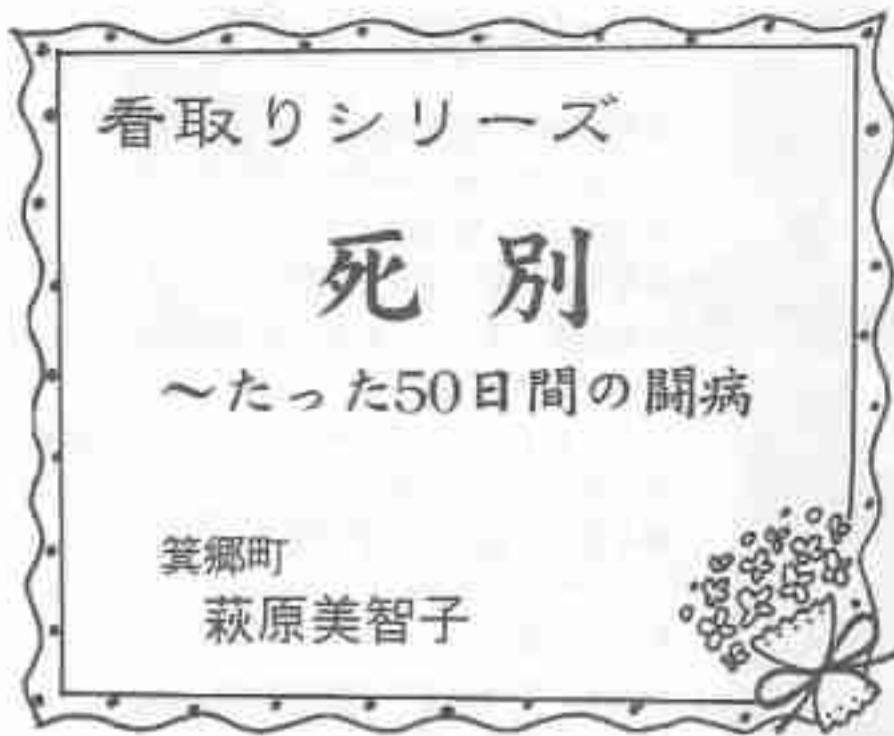 看取りシリーズ
死別
～たった50日間の闘病
箕郷町
萩原美智子